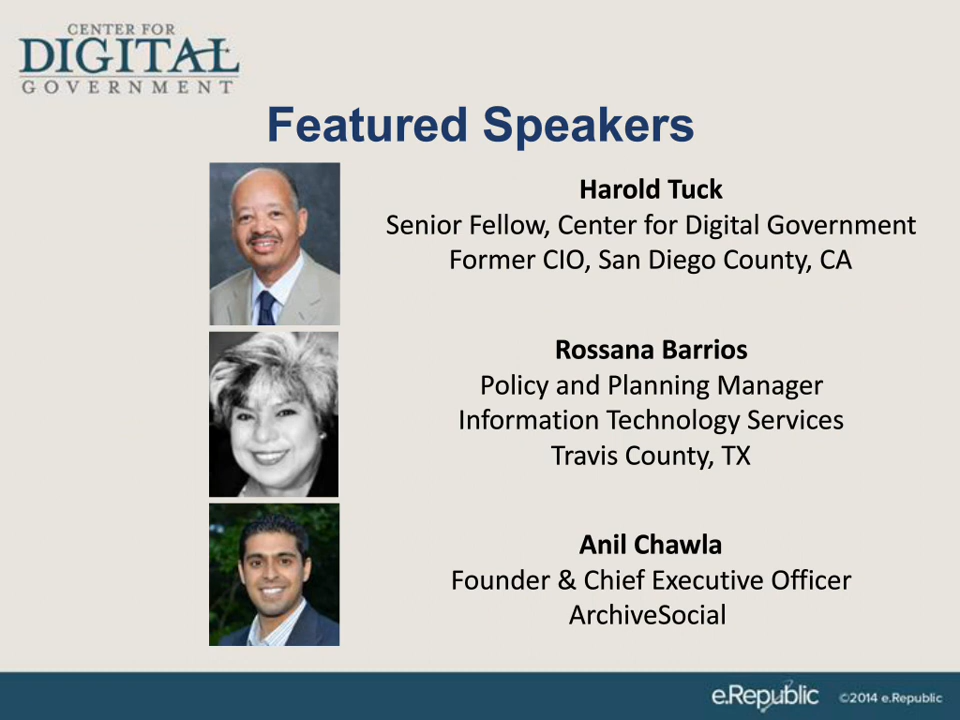 CENTER FOR
DIGITAL
GOVERNMENT
Featured Speakers
Harold Tuck
Senior Fellow, Center for Digital Government
Former CIO, San Diego County, CA
Rossana Barrios
Policy and Planning Manager
Information Technology Services
Travis County, TX
Anil Chawla
Founder & Chief Executive Officer
ArchiveSocial
e.Republic ©2014 e.Republic